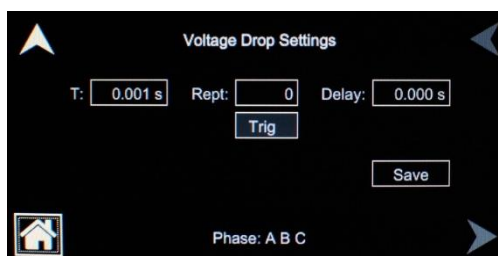 Voltage Drop Settings
T: 0.001 s Rept: 0 Delay: 0.000 s
Trig
Save
Phase: A B C